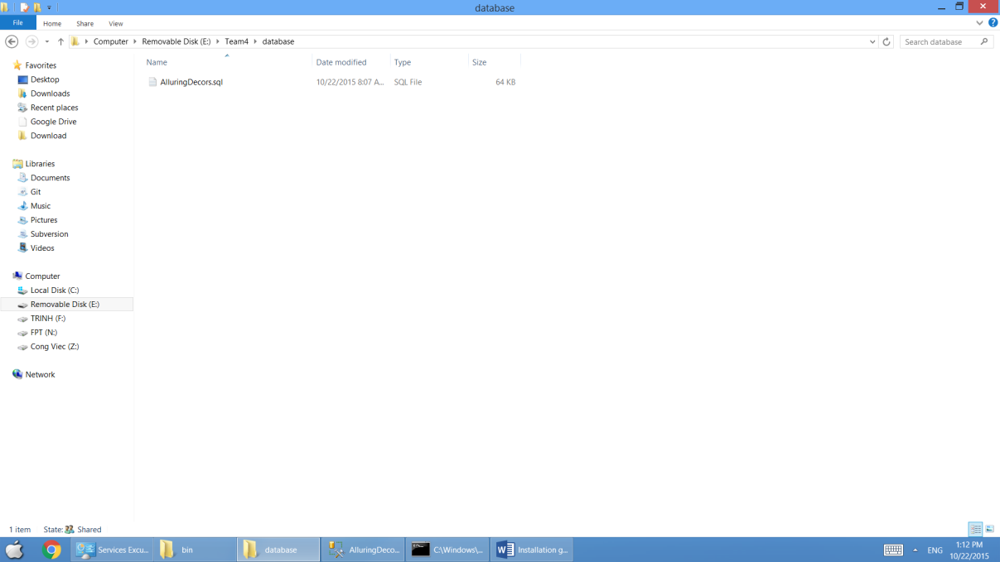 database
File Home Share View
Computer Removable Disk (E:) Team4 database Search database
Name Date modified Type Size
AlluringDecors.sql 10/22/2015 8:07 A... SQL File 64 KB
Favorites
Desktop
Downloads
Recent places
Google Drive
Download
Libraries
Documents
Git
Music
Pictures
Subversion
Videos
Computer
Local Disk (C:)
Removable Disk (E:)
TRINH (F:)
FPT (N:)
Cong Viec (Z:)
Network
1 item State: Shared
Services Excu... bin database AlluringDeco... C:\Windows\... Installation g... ENG 1:12 PM
10/22/2015